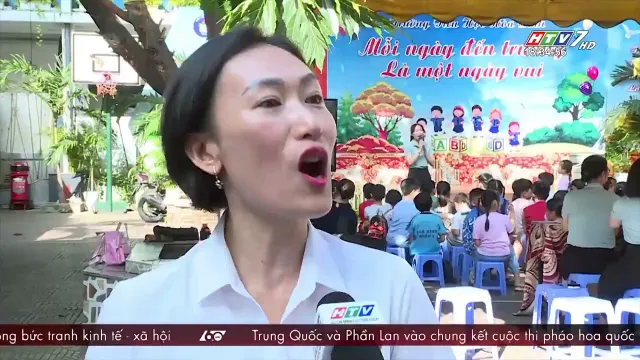 HTV7 HD
Mỗi ngày đến trường
Là một ngày vui
A B D
HTV
ng bức tranh kinh tế - xã hội
60
Trung Quốc và Phần Lan vào chung kết cuộc thi pháo hoa quốc